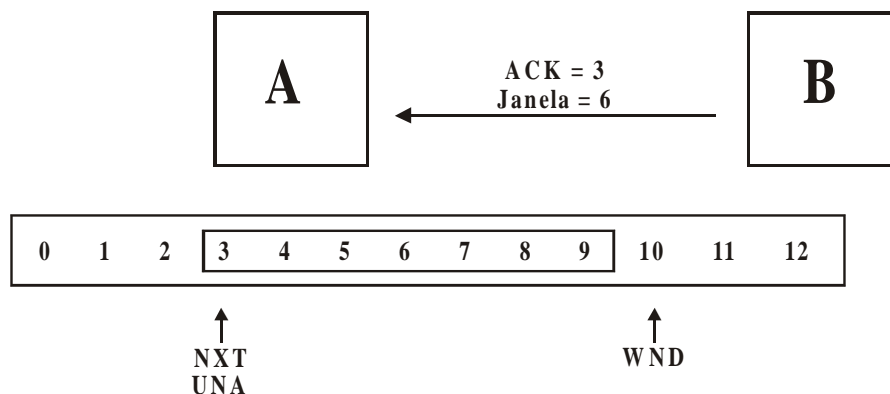 A
ACK = 3
Janela = 6
B
0 1 2 3 4 5 6 7 8 9 10 11 12
NXT
UNA
WND